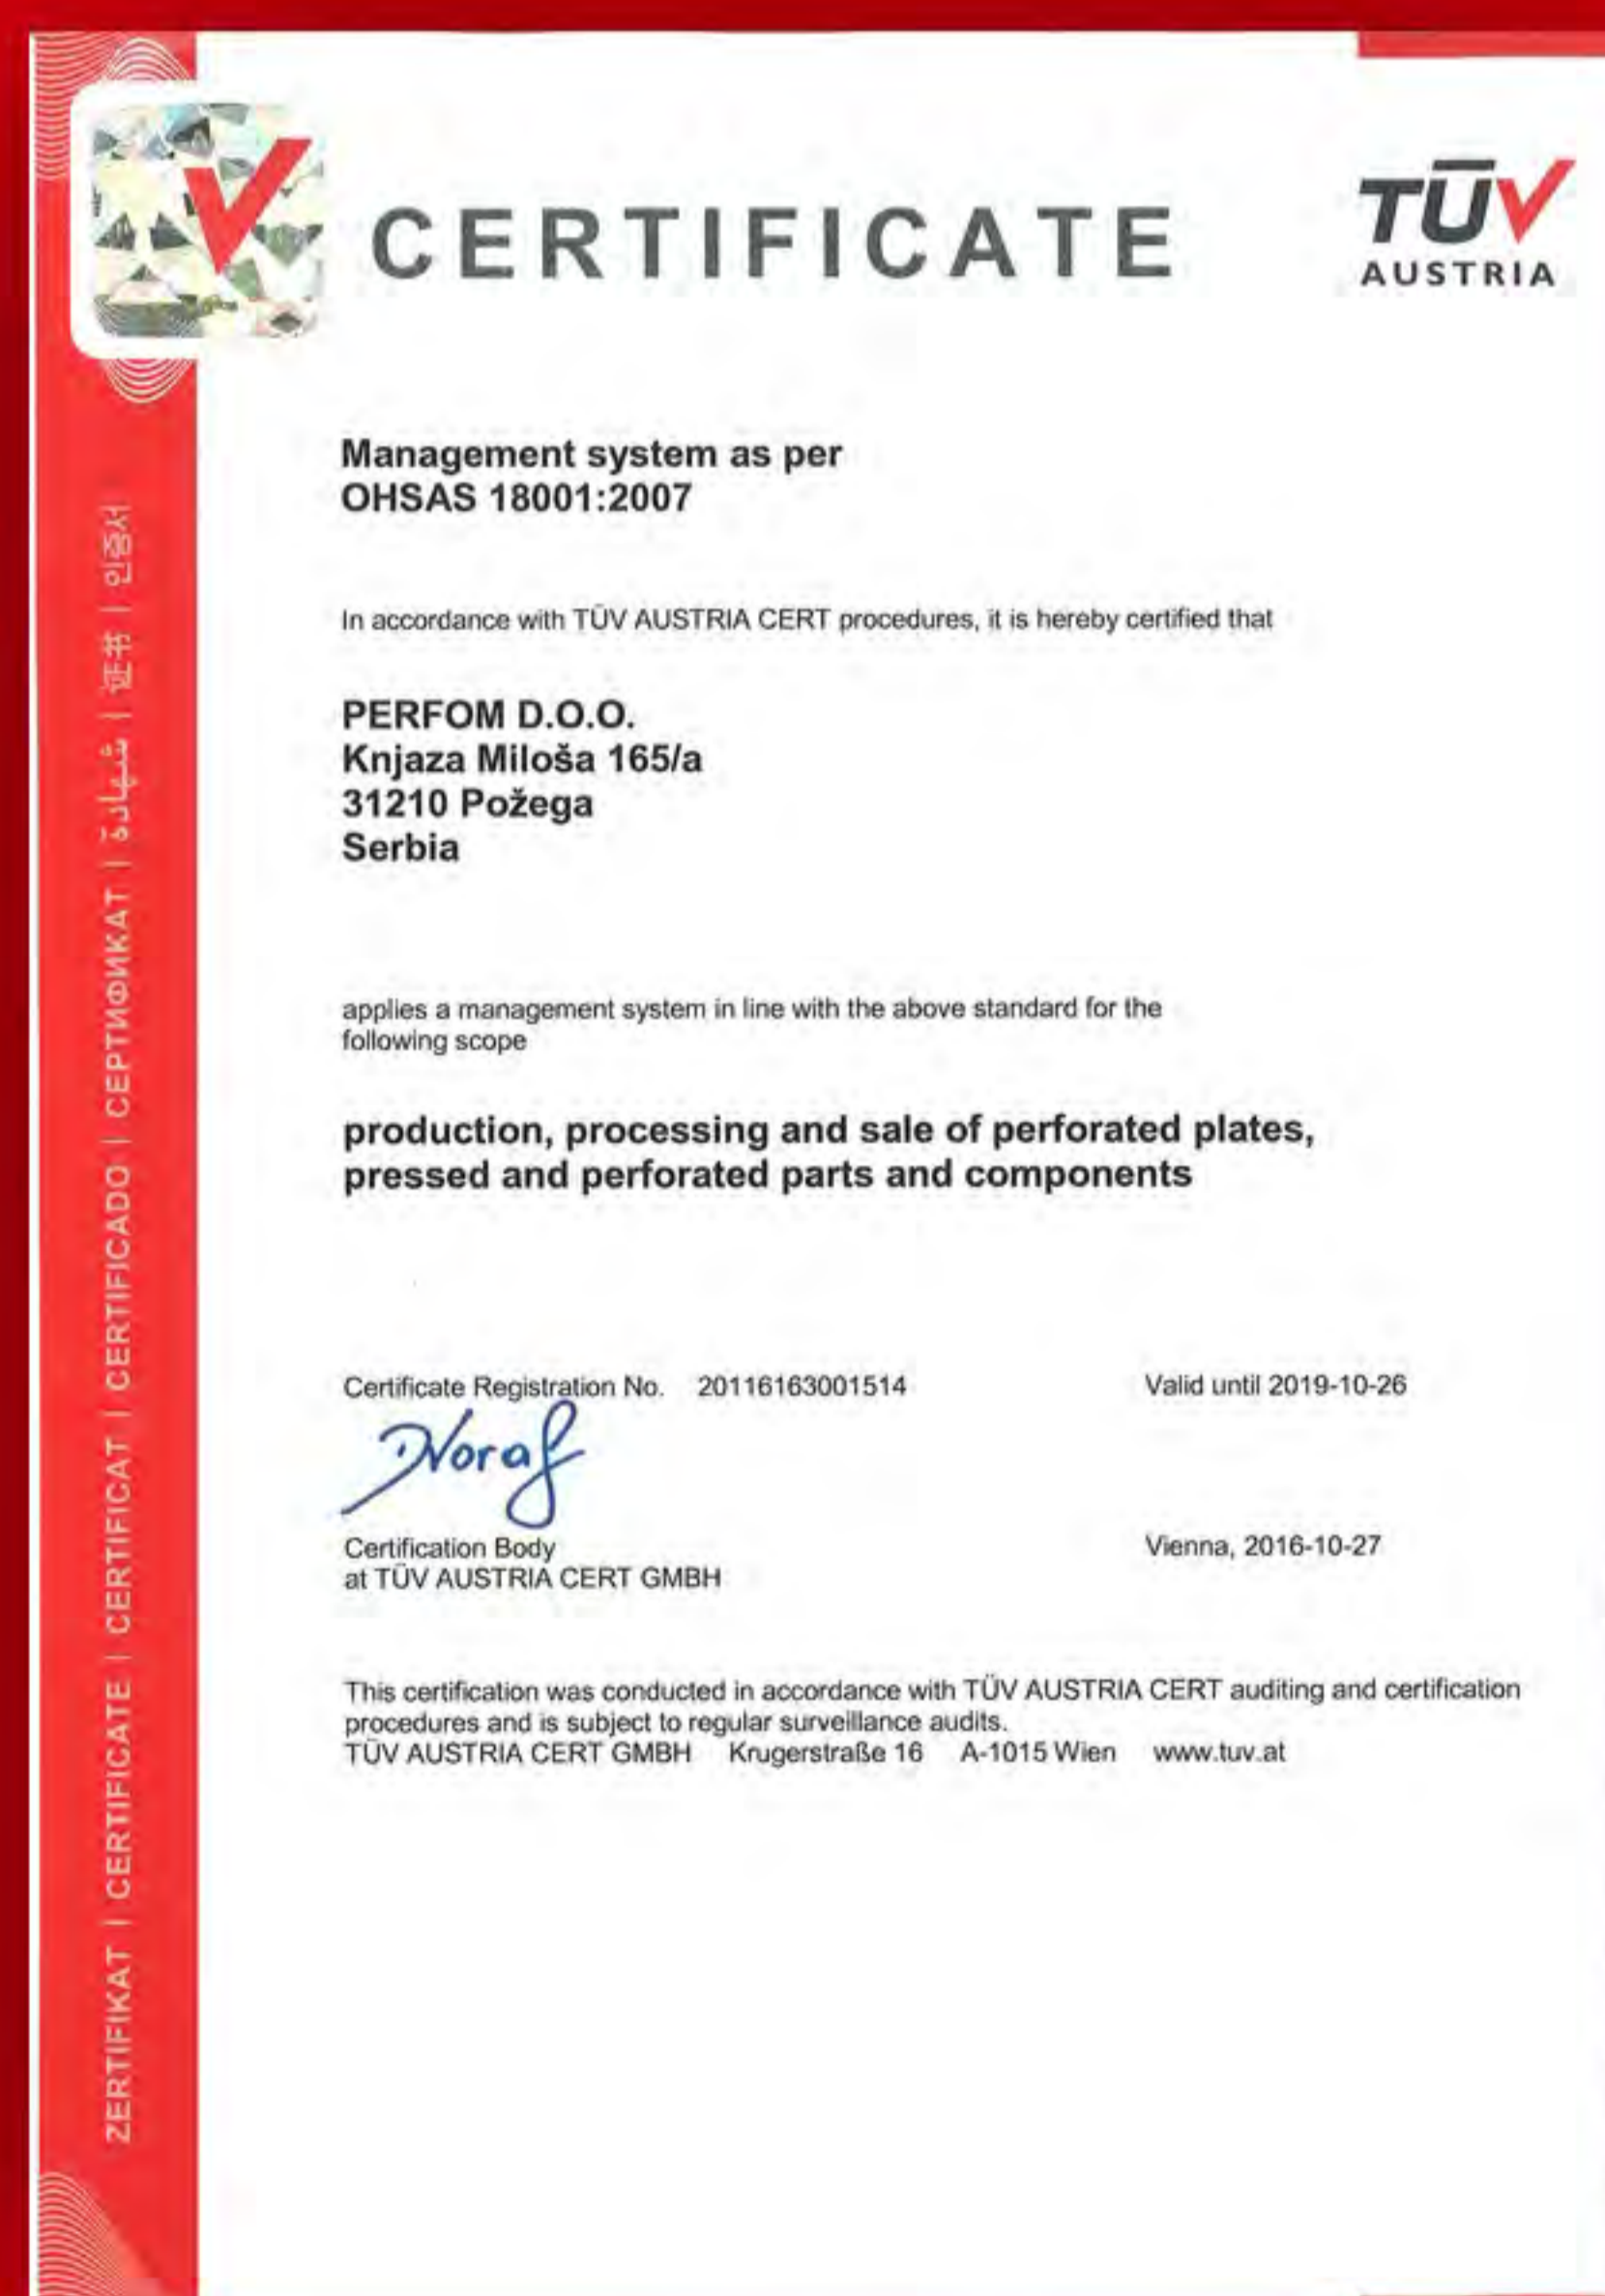 CERTIFICATE
TÜV
AUSTRIA
Management system as per
OHSAS 18001:2007
In accordance with TÜV AUSTRIA CERT procedures, it is hereby certified that
PERFOM D.O.O.
Knjaza Miloša 165/a
31210 Požega
Serbia
applies a management system in line with the above standard for the
following scope
production, processing and sale of perforated plates,
pressed and perforated parts and components
Certificate Registration No. 20116163001514
Valid until 2019-10-26
Certification Body
at TÜV AUSTRIA CERT GMBH
Vienna, 2016-10-27
This certification was conducted in accordance with TÜV AUSTRIA CERT auditing and certification
procedures and is subject to regular surveillance audits.
TÜV AUSTRIA CERT GMBH Krugerstraße 16 A-1015 Wien www.tuv.at
ZERTIFIKAT | CERTIFICATE | CERTIFICAT | CERTIFICADO | СЕРТИФИКАТ | شهادة | 证书 | 인증서